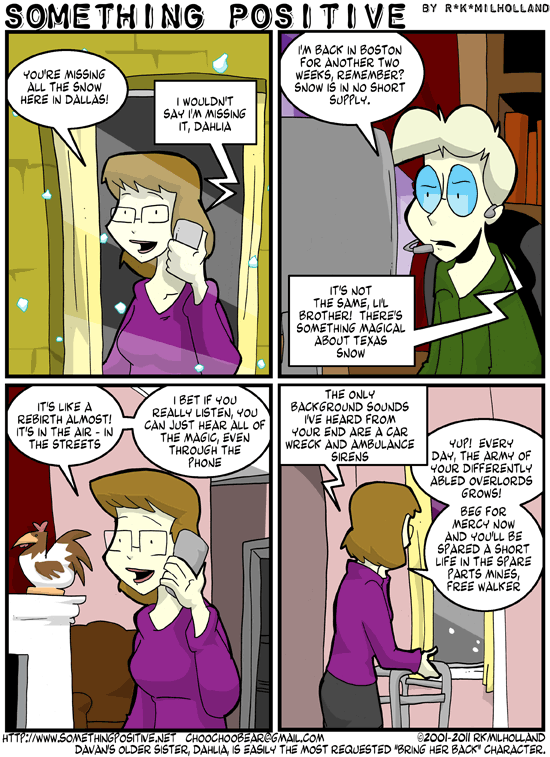 SOMETHING POSITIVE BY R*K*MILHOLLAND
YOU'RE MISSING
ALL THE SNOW
HERE IN DALLAS!
I WOULDN'T
SAY I'M MISSING
IT, DAHLIA
I'M BACK IN BOSTON
FOR ANOTHER TWO
WEEKS, REMEMBER?
SNOW IS IN NO SHORT
SUPPLY.
IT'S NOT
THE SAME, LI'L
BROTHER! THERE'S
SOMETHING MAGICAL
ABOUT TEXAS
SNOW
IT'S LIKE A
REBIRTH ALMOST!
IT'S IN THE AIR - IN
THE STREETS
I BET IF YOU
REALLY LISTEN, YOU
CAN JUST HEAR ALL OF
THE MAGIC, EVEN
THROUGH THE
PHONE
THE ONLY
BACKGROUND SOUNDS
I'VE HEARD FROM
YOUR END ARE A CAR
WRECK AND AMBULANCE
SIRENS
YUP! EVERY
DAY, THE ARMY OF
YOUR DIFFERENTLY
ABLED OVERLORDS
GROWS!
BEG FOR
MERCY NOW
AND YOU'LL BE
SPARED A SHORT
LIFE IN THE SPARE
PARTS MINES,
FREE WALKER
HTTP://WWW.SOMETHINGPOSITIVE.NET CHOOCHOOBEAR@GMAIL.COM ©2001-2011 RKMILHOLLAND
DAVAN'S OLDER SISTER, DAHLIA, IS EASILY THE MOST REQUESTED "BRING HER BACK" CHARACTER.